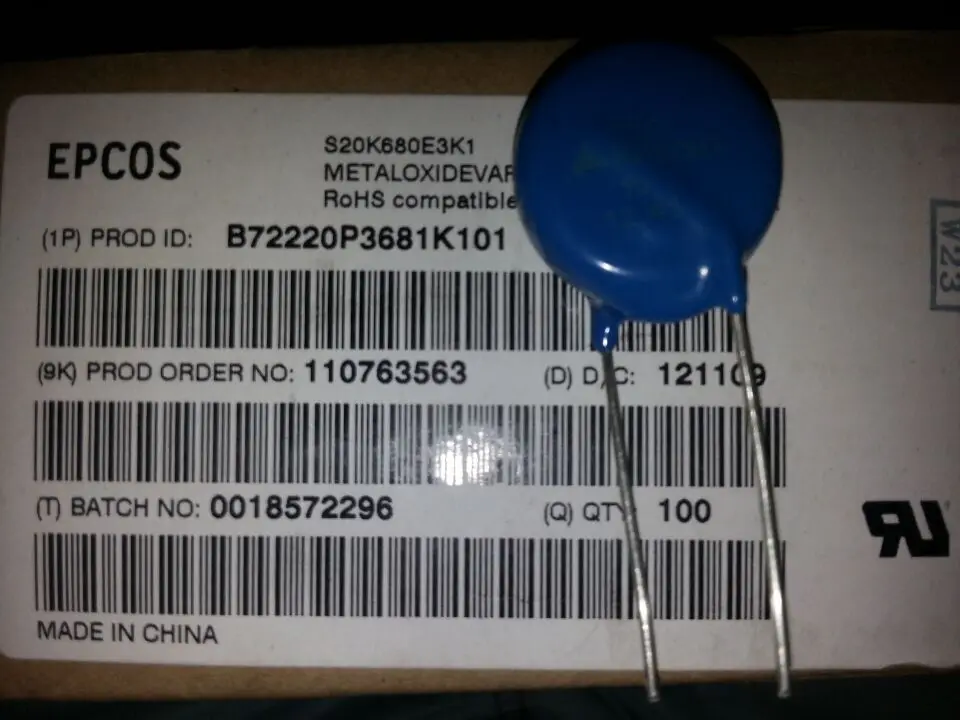 EPCOS
S20K680E3K1
METALOXIDEVAR
RoHS compatible
(1P) PROD ID: B72220P3681K101
W23
(9K) PROD ORDER NO: 110763563 (D) D/C: 121109
(T) BATCH NO: 0018572296 (Q) QTY 100
RU
MADE IN CHINA